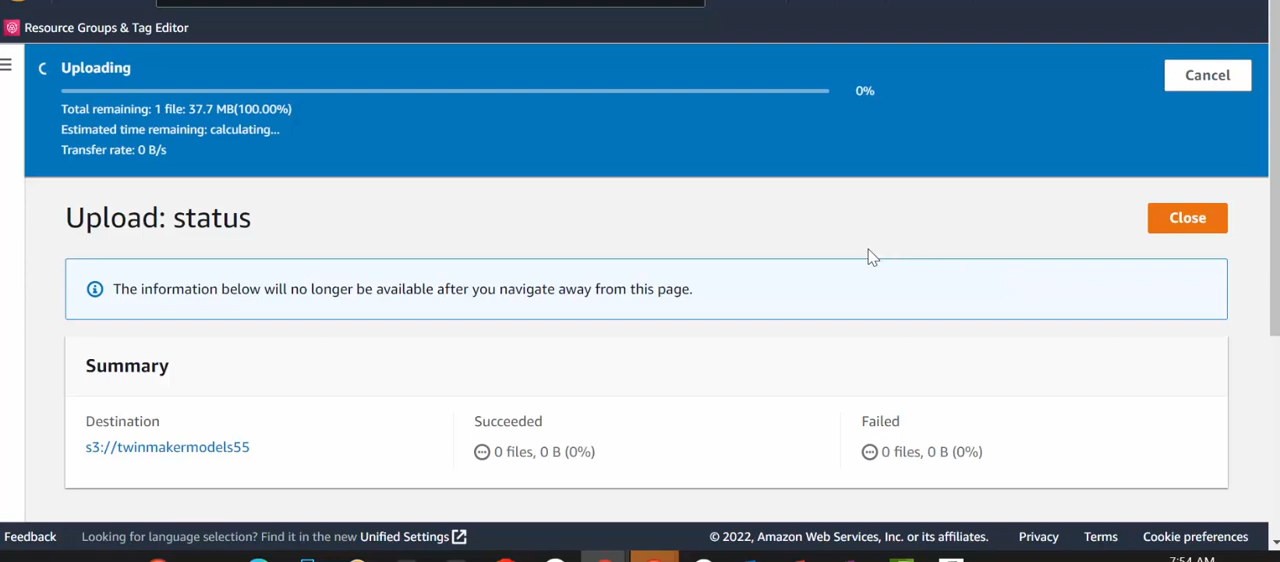 Resource Groups & Tag Editor
Uploading
Cancel
0%
Total remaining: 1 file: 37.7 MB(100.00%)
Estimated time remaining: calculating...
Transfer rate: 0 B/s
Upload: status
Close
The information below will no longer be available after you navigate away from this page.
Summary
Destination
Succeeded
Failed
s3://twinmakermodels55
0 files, 0 B (0%)
0 files, 0 B (0%)
Feedback
Looking for language selection? Find it in the new Unified Settings
© 2022, Amazon Web Services, Inc. or its affiliates.
Privacy
Terms
Cookie preferences
7:54 AM